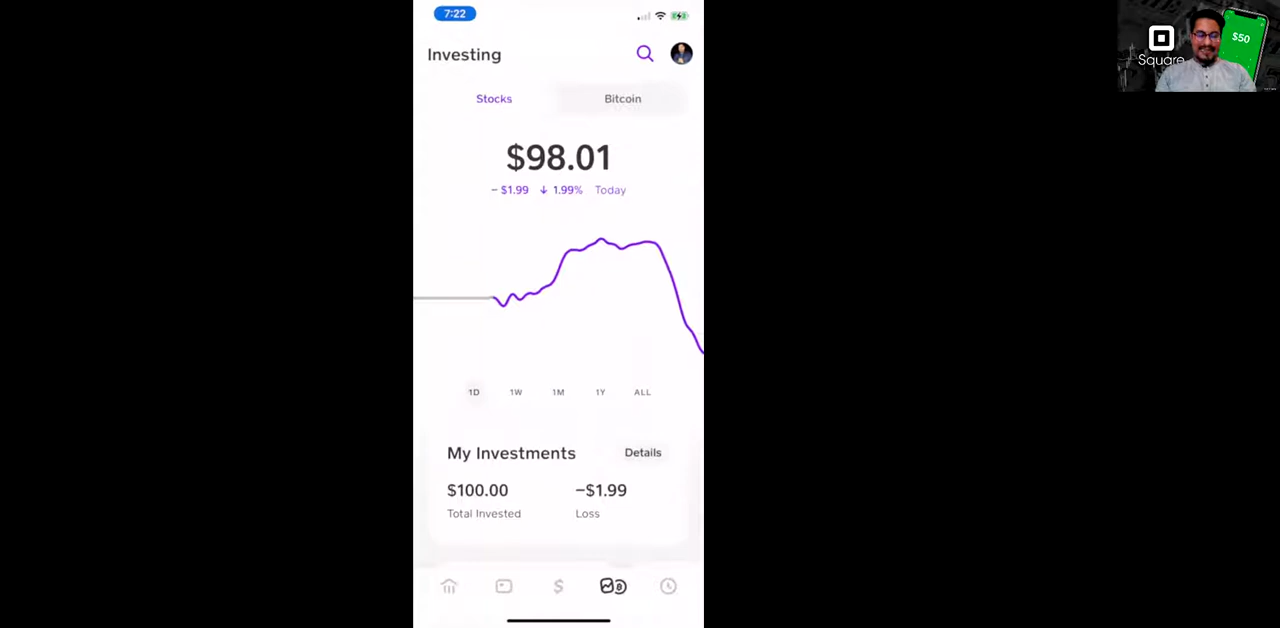 7:22
Investing
Stocks
Bitcoin
$98.01
− $1.99 ↓ 1.99% Today
1D 1W 1M 1Y ALL
My Investments
Details
$100.00
−$1.99
Total Invested
Loss
$
$50
Square